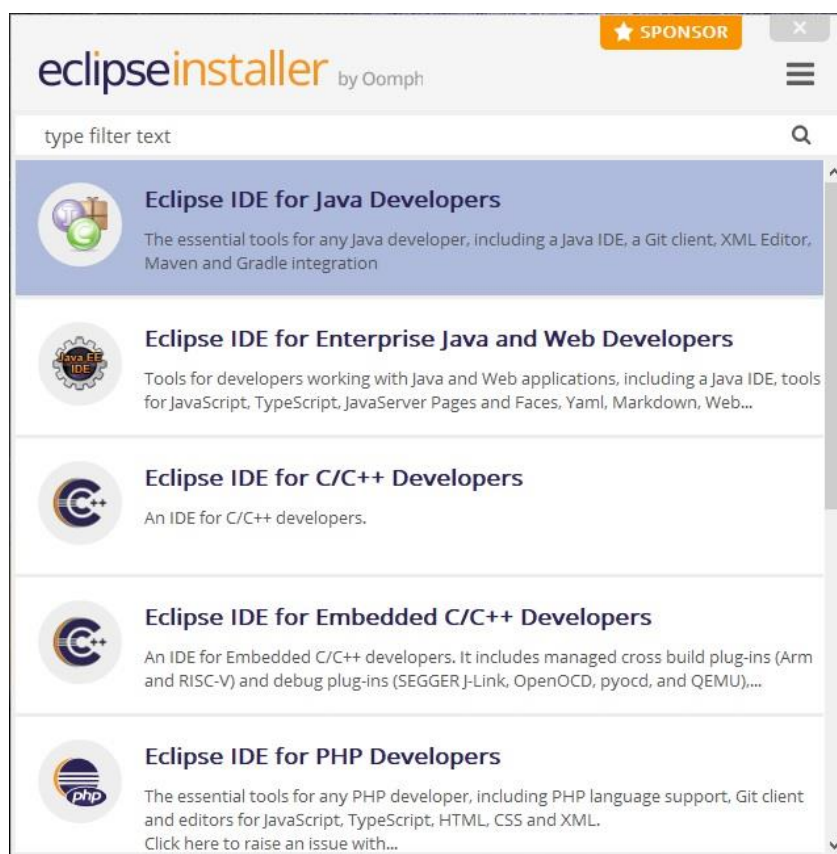 SPONSOR
eclipseinstaller by Oomph
type filter text
Eclipse IDE for Java Developers
The essential tools for any Java developer, including a Java IDE, a Git client, XML Editor,
Maven and Gradle integration
Java EE
IDE
Eclipse IDE for Enterprise Java and Web Developers
Tools for developers working with Java and Web applications, including a Java IDE, tools
for JavaScript, TypeScript, JavaServer Pages and Faces, Yaml, Markdown, Web...
C++
Eclipse IDE for C/C++ Developers
An IDE for C/C++ developers.
C++
Eclipse IDE for Embedded C/C++ Developers
An IDE for Embedded C/C++ developers. It includes managed cross build plug-ins (Arm
and RISC-V) and debug plug-ins (SEGGER J-Link, OpenOCD, pyocd, and QEMU),...
php
Eclipse IDE for PHP Developers
The essential tools for any PHP developer, including PHP language support, Git client
and editors for JavaScript, TypeScript, HTML, CSS and XML.
Click here to raise an issue with...